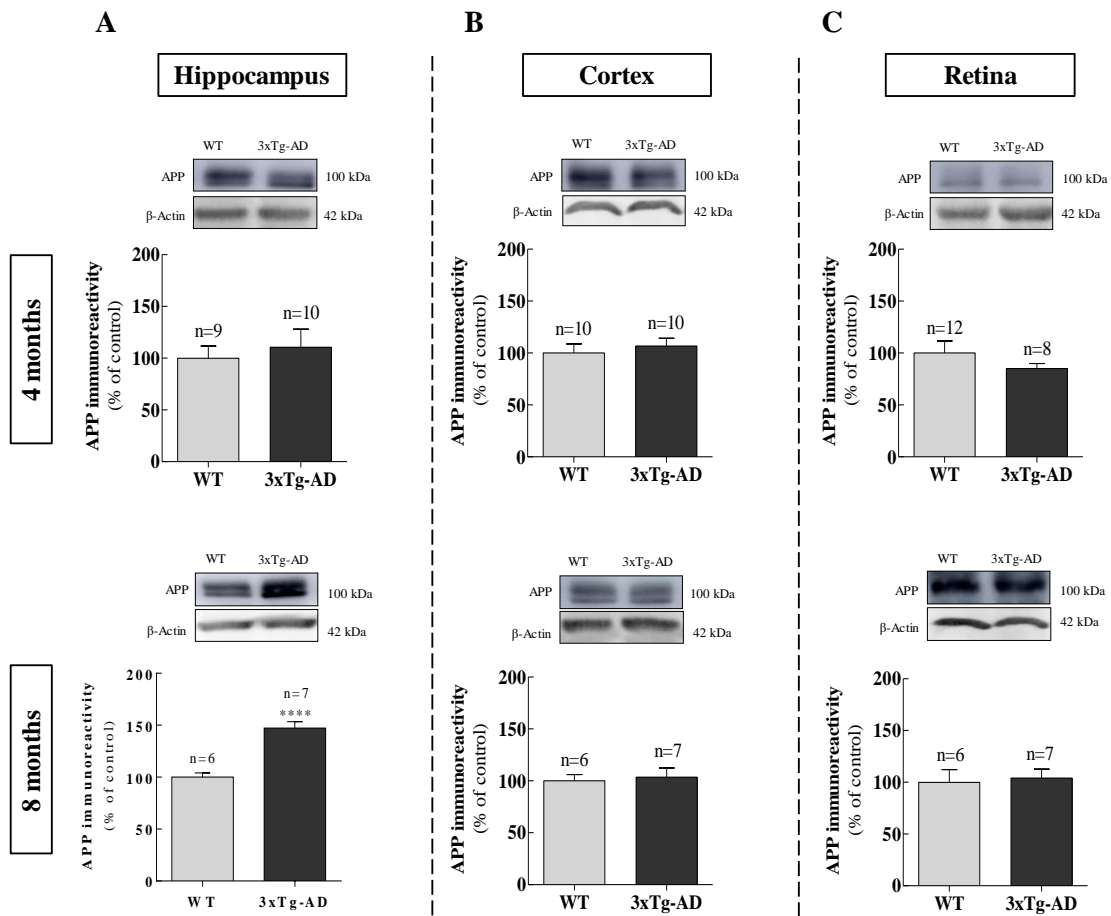 A
Hippocampus
WT 3xTg-AD
APP 100 kDa
β-Actin 42 kDa
4 months
APP immunoreactivity
(% of control)
200
150
100
50
0
n=9
n=10
WT 3xTg-AD
B
Cortex
WT 3xTg-AD
APP 100 kDa
β-Actin 42 kDa
APP immunoreactivity
(% of control)
200
150
100
50
0
n=10
n=10
WT 3xTg-AD
C
Retina
WT 3xTg-AD
APP 100 kDa
β-Actin 42 kDa
APP immunoreactivity
(% of control)
200
150
100
50
0
n=12
n=8
WT 3xTg-AD
8 months
WT 3xTg-AD
APP 100 kDa
β-Actin 42 kDa
APP immunoreactivity
(% of control)
200
150
100
150
0
n=6
n=7
****
WT 3xTg-AD
WT 3xTg-AD
APP 100 kDa
β-Actin 42 kDa
APP immunoreactivity
(% of control)
200
150
100
50
0
n=6
n=7
WT 3xTg-AD
WT 3xTg-AD
APP 100 kDa
β-Actin 42 kDa
APP immunoreactivity
(% of control)
200
150
100
50
0
n=6
n=7
WT 3xTg-AD